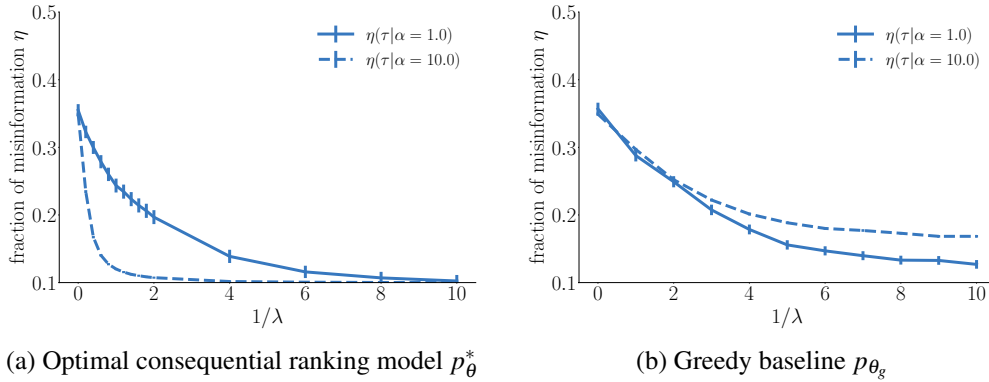 0.5
0.4
0.3
0.2
0.1
fraction of misinformation η
0 2 4 6 8 10
1/λ
η(τ|α = 1.0)
η(τ|α = 10.0)
(a) Optimal consequential ranking model p*_θ
0.5
0.4
0.3
0.2
0.1
fraction of misinformation η
0 2 4 6 8 10
1/λ
η(τ|α = 1.0)
η(τ|α = 10.0)
(b) Greedy baseline p_θ_g